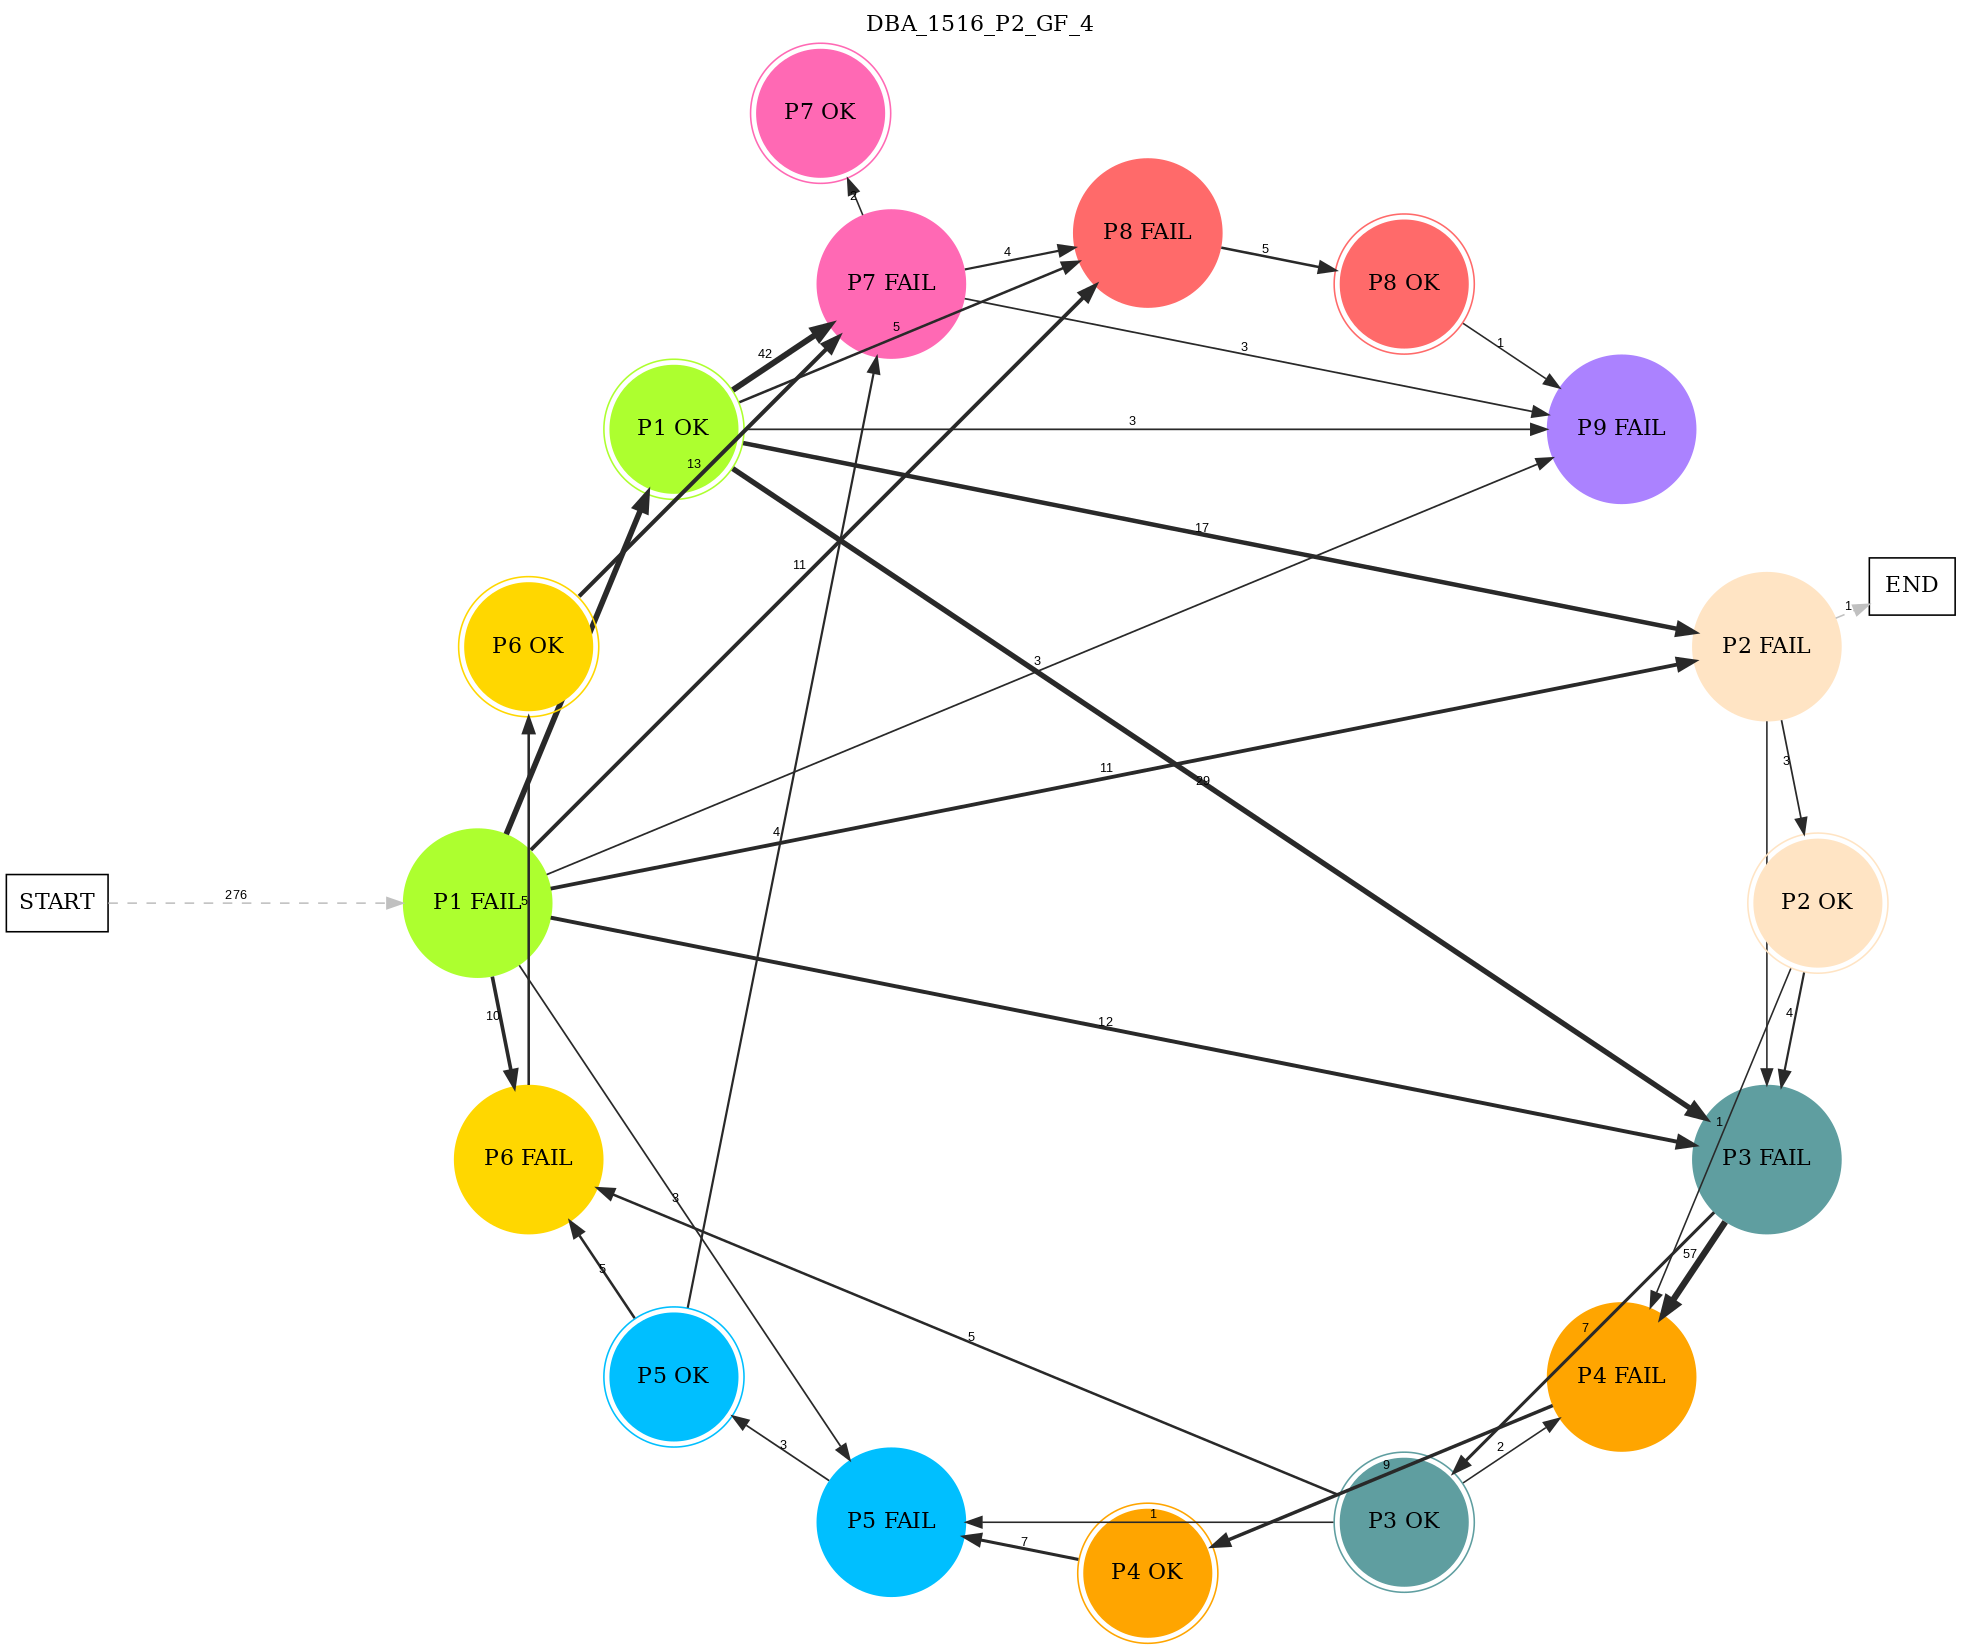 DBA_1516_P2_GF_4
P7 OK
2
P8 FAIL
4
5
P7 FAIL
P8 OK
5
42
3
1
P1 OK
3
P9 FAIL
13
17
11
END
1
P6 OK
3
P2 FAIL
11
3
29
4
276
START
P1 FAIL
5
P2 OK
10
12
4
1
P6 FAIL
P3 FAIL
3
57
5
7
5
P5 OK
P4 FAIL
3
2
9
1
P5 FAIL
P3 OK
7
P4 OK